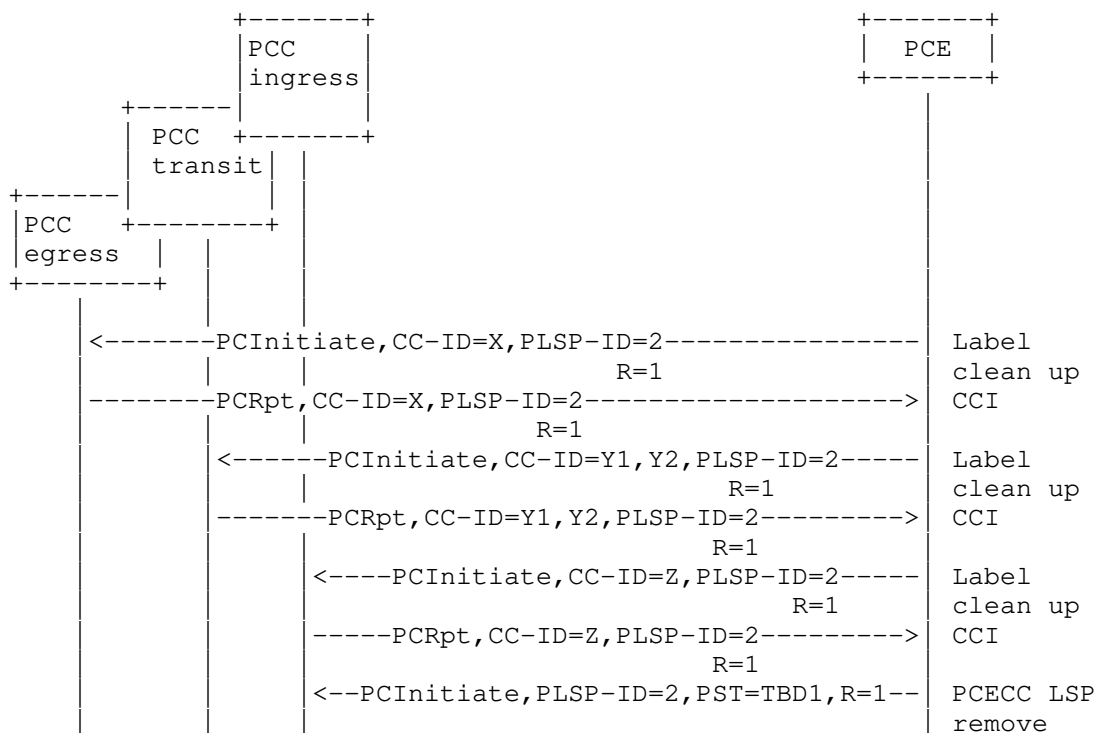 PCC PCE
ingress
PCC
transit
PCC
egress
<-------PCInitiate,CC-ID=X,PLSP-ID=2---------------- Label
R=1 clean up
--------PCRpt,CC-ID=X,PLSP-ID=2--------------------> CCI
R=1
<------PCInitiate,CC-ID=Y1,Y2,PLSP-ID=2----- Label
R=1 clean up
-------PCRpt,CC-ID=Y1,Y2,PLSP-ID=2---------> CCI
R=1
<----PCInitiate,CC-ID=Z,PLSP-ID=2----- Label
R=1 clean up
-----PCRpt,CC-ID=Z,PLSP-ID=2---------> CCI
R=1
<--PCInitiate,PLSP-ID=2,PST=TBD1,R=1-- PCECC LSP
remove